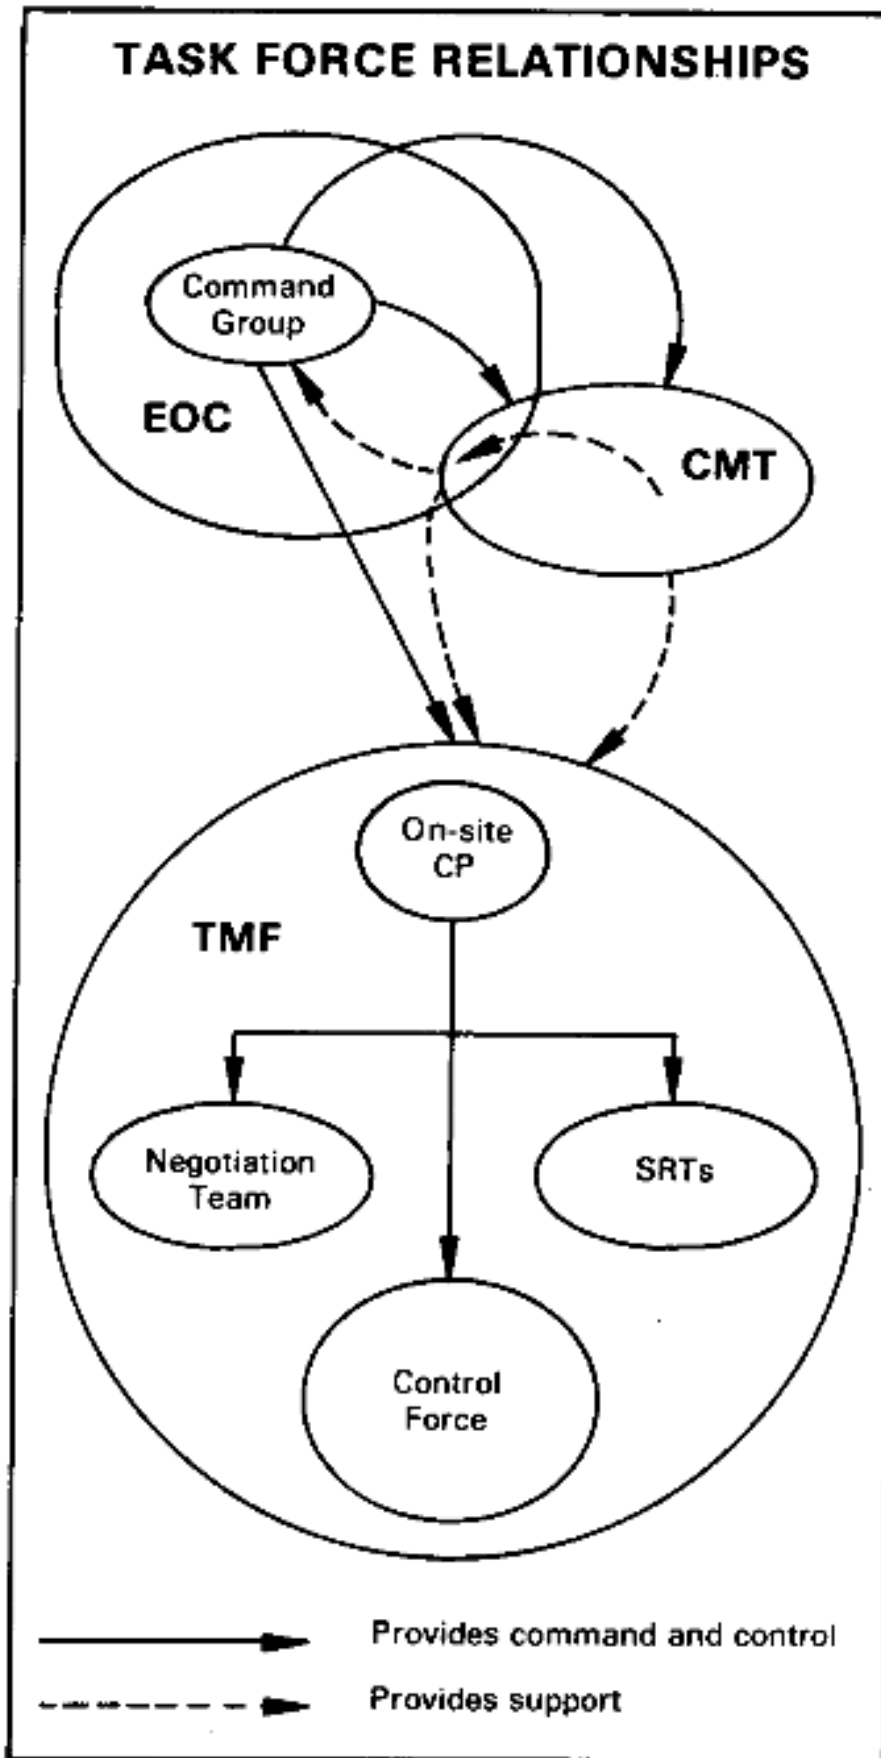 TASK FORCE RELATIONSHIPS
Command
Group
EOC
CMT
On-site
CP
TMF
Negotiation
Team
SRTs
Control
Force
Provides command and control
Provides support